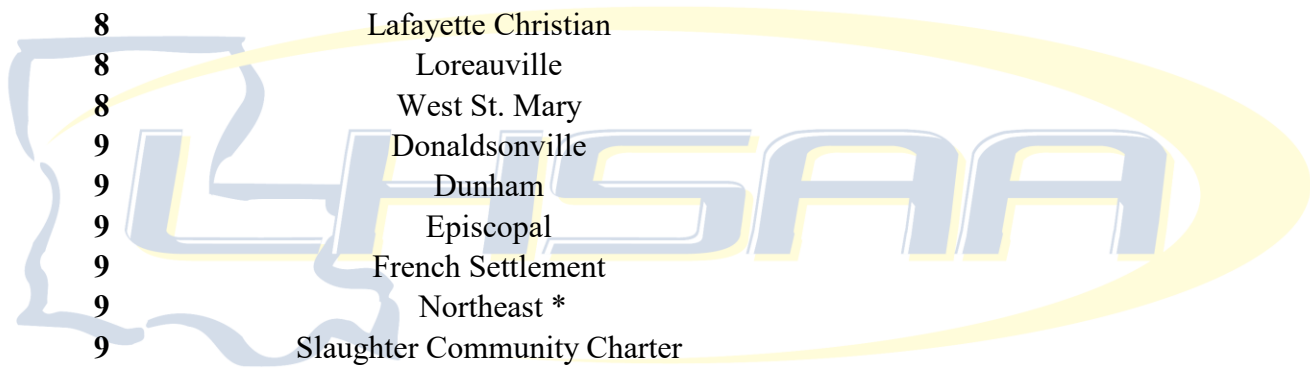 8 Lafayette Christian
8 Loreauville
8 West St. Mary
9 Donaldsonville
9 Dunham
9 Episcopal
9 French Settlement
9 Northeast *
9 Slaughter Community Charter
LHSAA